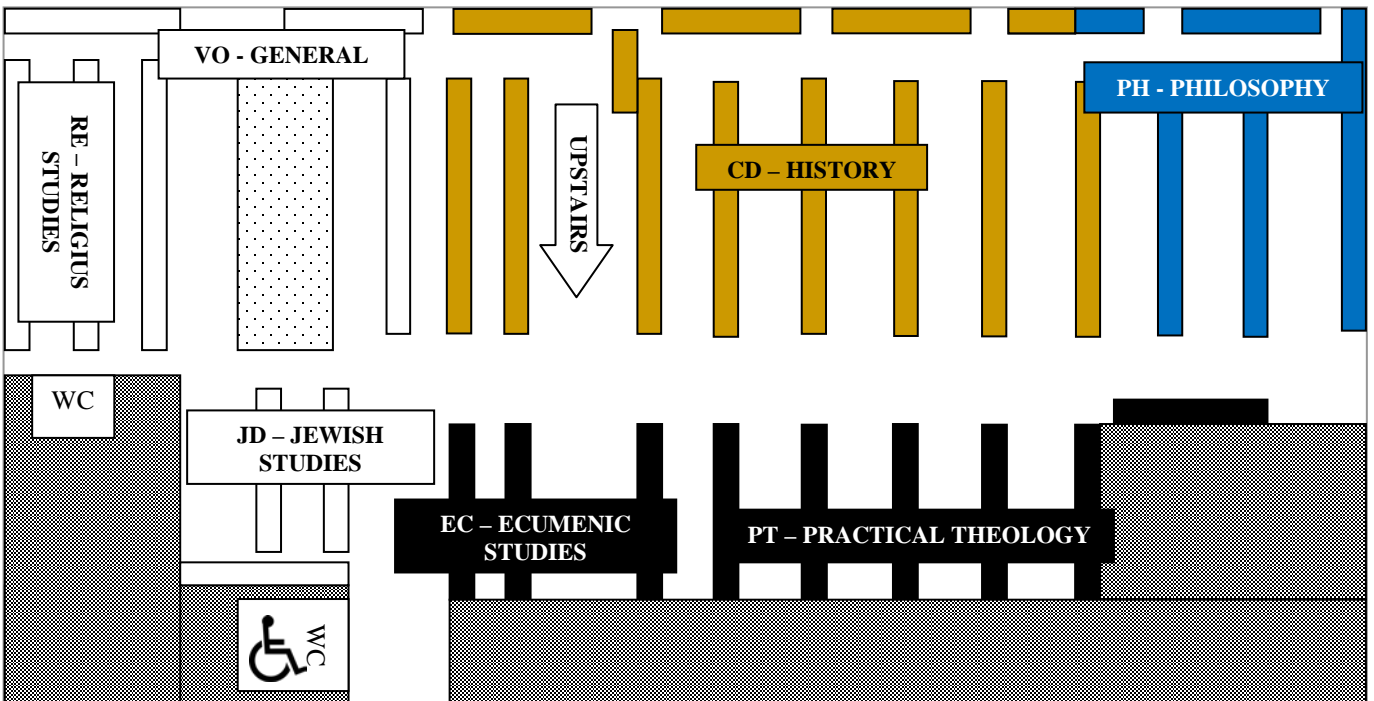 VO - GENERAL
PH - PHILOSOPHY
RE – RELIGIUS
STUDIES
UPSTAIRS
CD – HISTORY
WC
JD – JEWISH
STUDIES
EC – ECUMENIC
STUDIES
PT – PRACTICAL THEOLOGY
WC